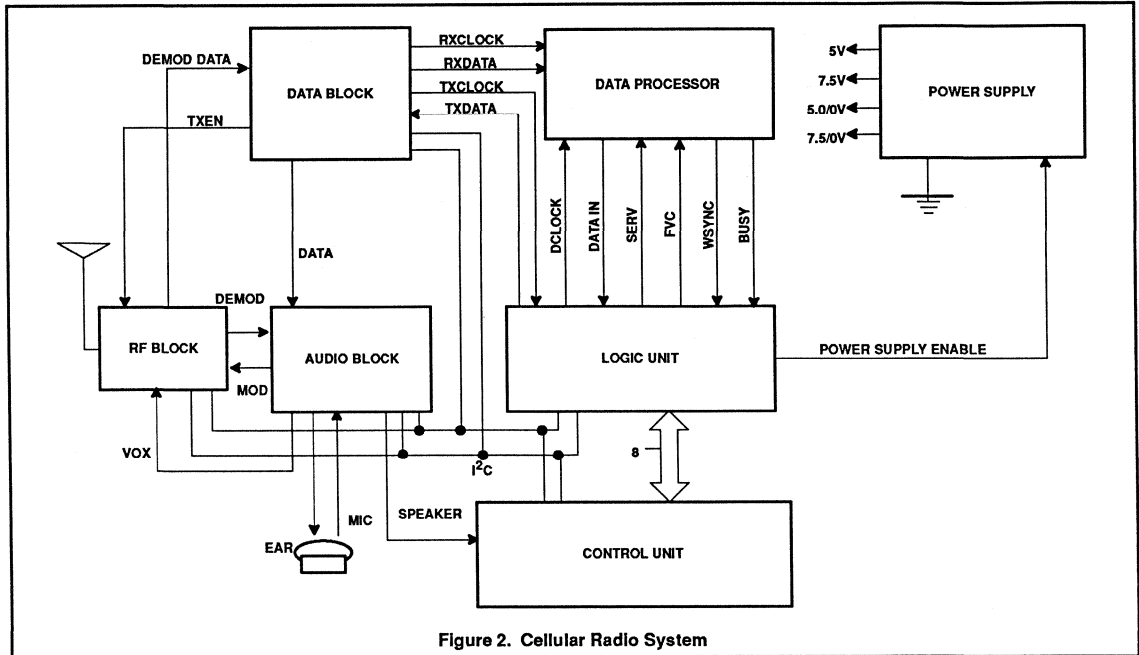 RXCLOCK
DEMOD DATA
RXDATA
DATA BLOCK
TXCLOCK
TXDATA
TXEN
DATA PROCESSOR
5V
7.5V
5.0/0V
7.5/0V
POWER SUPPLY
DCLOCK
DATA IN
SERV
FVC
WSYNC
BUSY
DATA
DEMOD
RF BLOCK
AUDIO BLOCK
MOD
LOGIC UNIT
POWER SUPPLY ENABLE
VOX
8
I²C
MIC
SPEAKER
EAR
CONTROL UNIT
Figure 2. Cellular Radio System